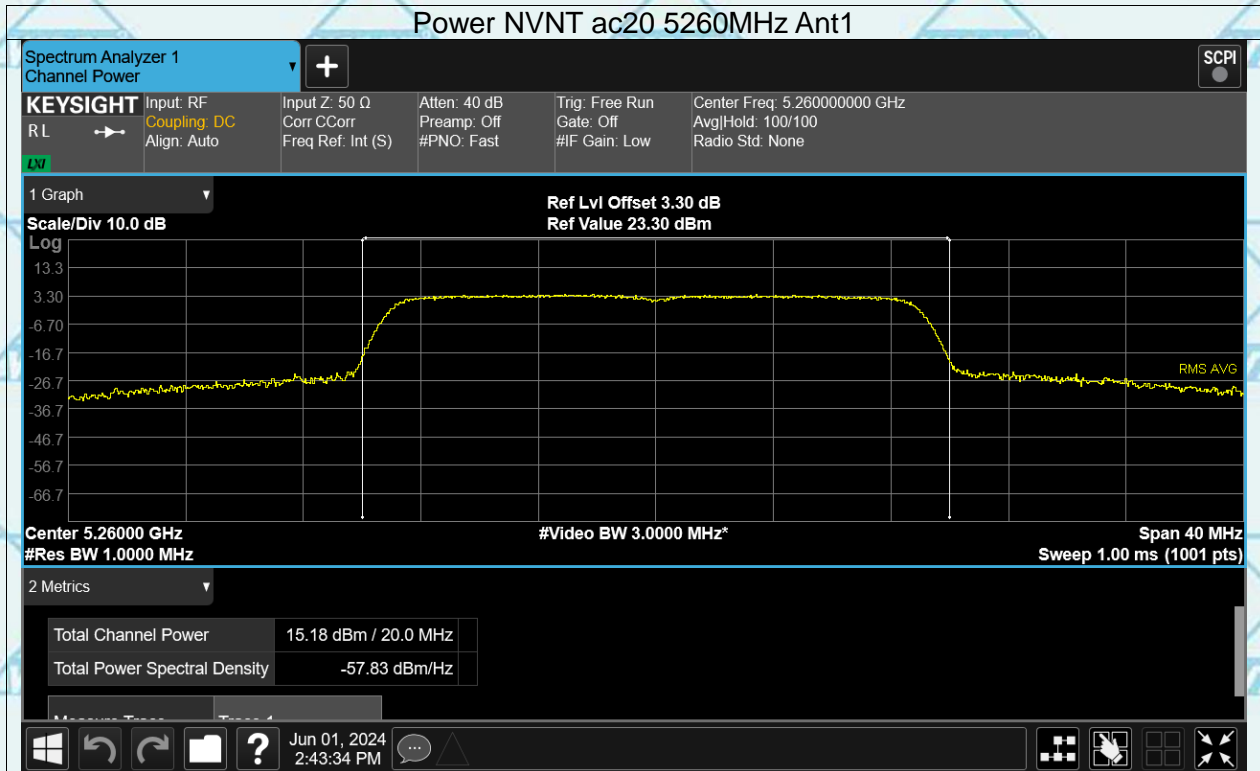 Power NVNT ac20 5260MHz Ant1
Spectrum Analyzer 1
Channel Power
SCPI
KEYSIGHT
R L
LXI
Input: RF
Coupling: DC
Align: Auto
Input Z: 50 Ω
Corr CCorr
Freq Ref: Int (S)
Atten: 40 dB
Preamp: Off
#PNO: Fast
Trig: Free Run
Gate: Off
#IF Gain: Low
Center Freq: 5.260000000 GHz
Avg|Hold: 100/100
Radio Std: None
1 Graph
Scale/Div 10.0 dB
Ref Lvl Offset 3.30 dB
Ref Value 23.30 dBm
Log
13.3
3.30
-6.70
-16.7
-26.7
-36.7
-46.7
-56.7
-66.7
RMS AVG
Center 5.26000 GHz
#Video BW 3.0000 MHz*
Span 40 MHz
#Res BW 1.0000 MHz
Sweep 1.00 ms (1001 pts)
2 Metrics
Total Channel Power 15.18 dBm / 20.0 MHz
Total Power Spectral Density -57.83 dBm/Hz
Measure Trace Trace 1
Jun 01, 2024
2:43:34 PM